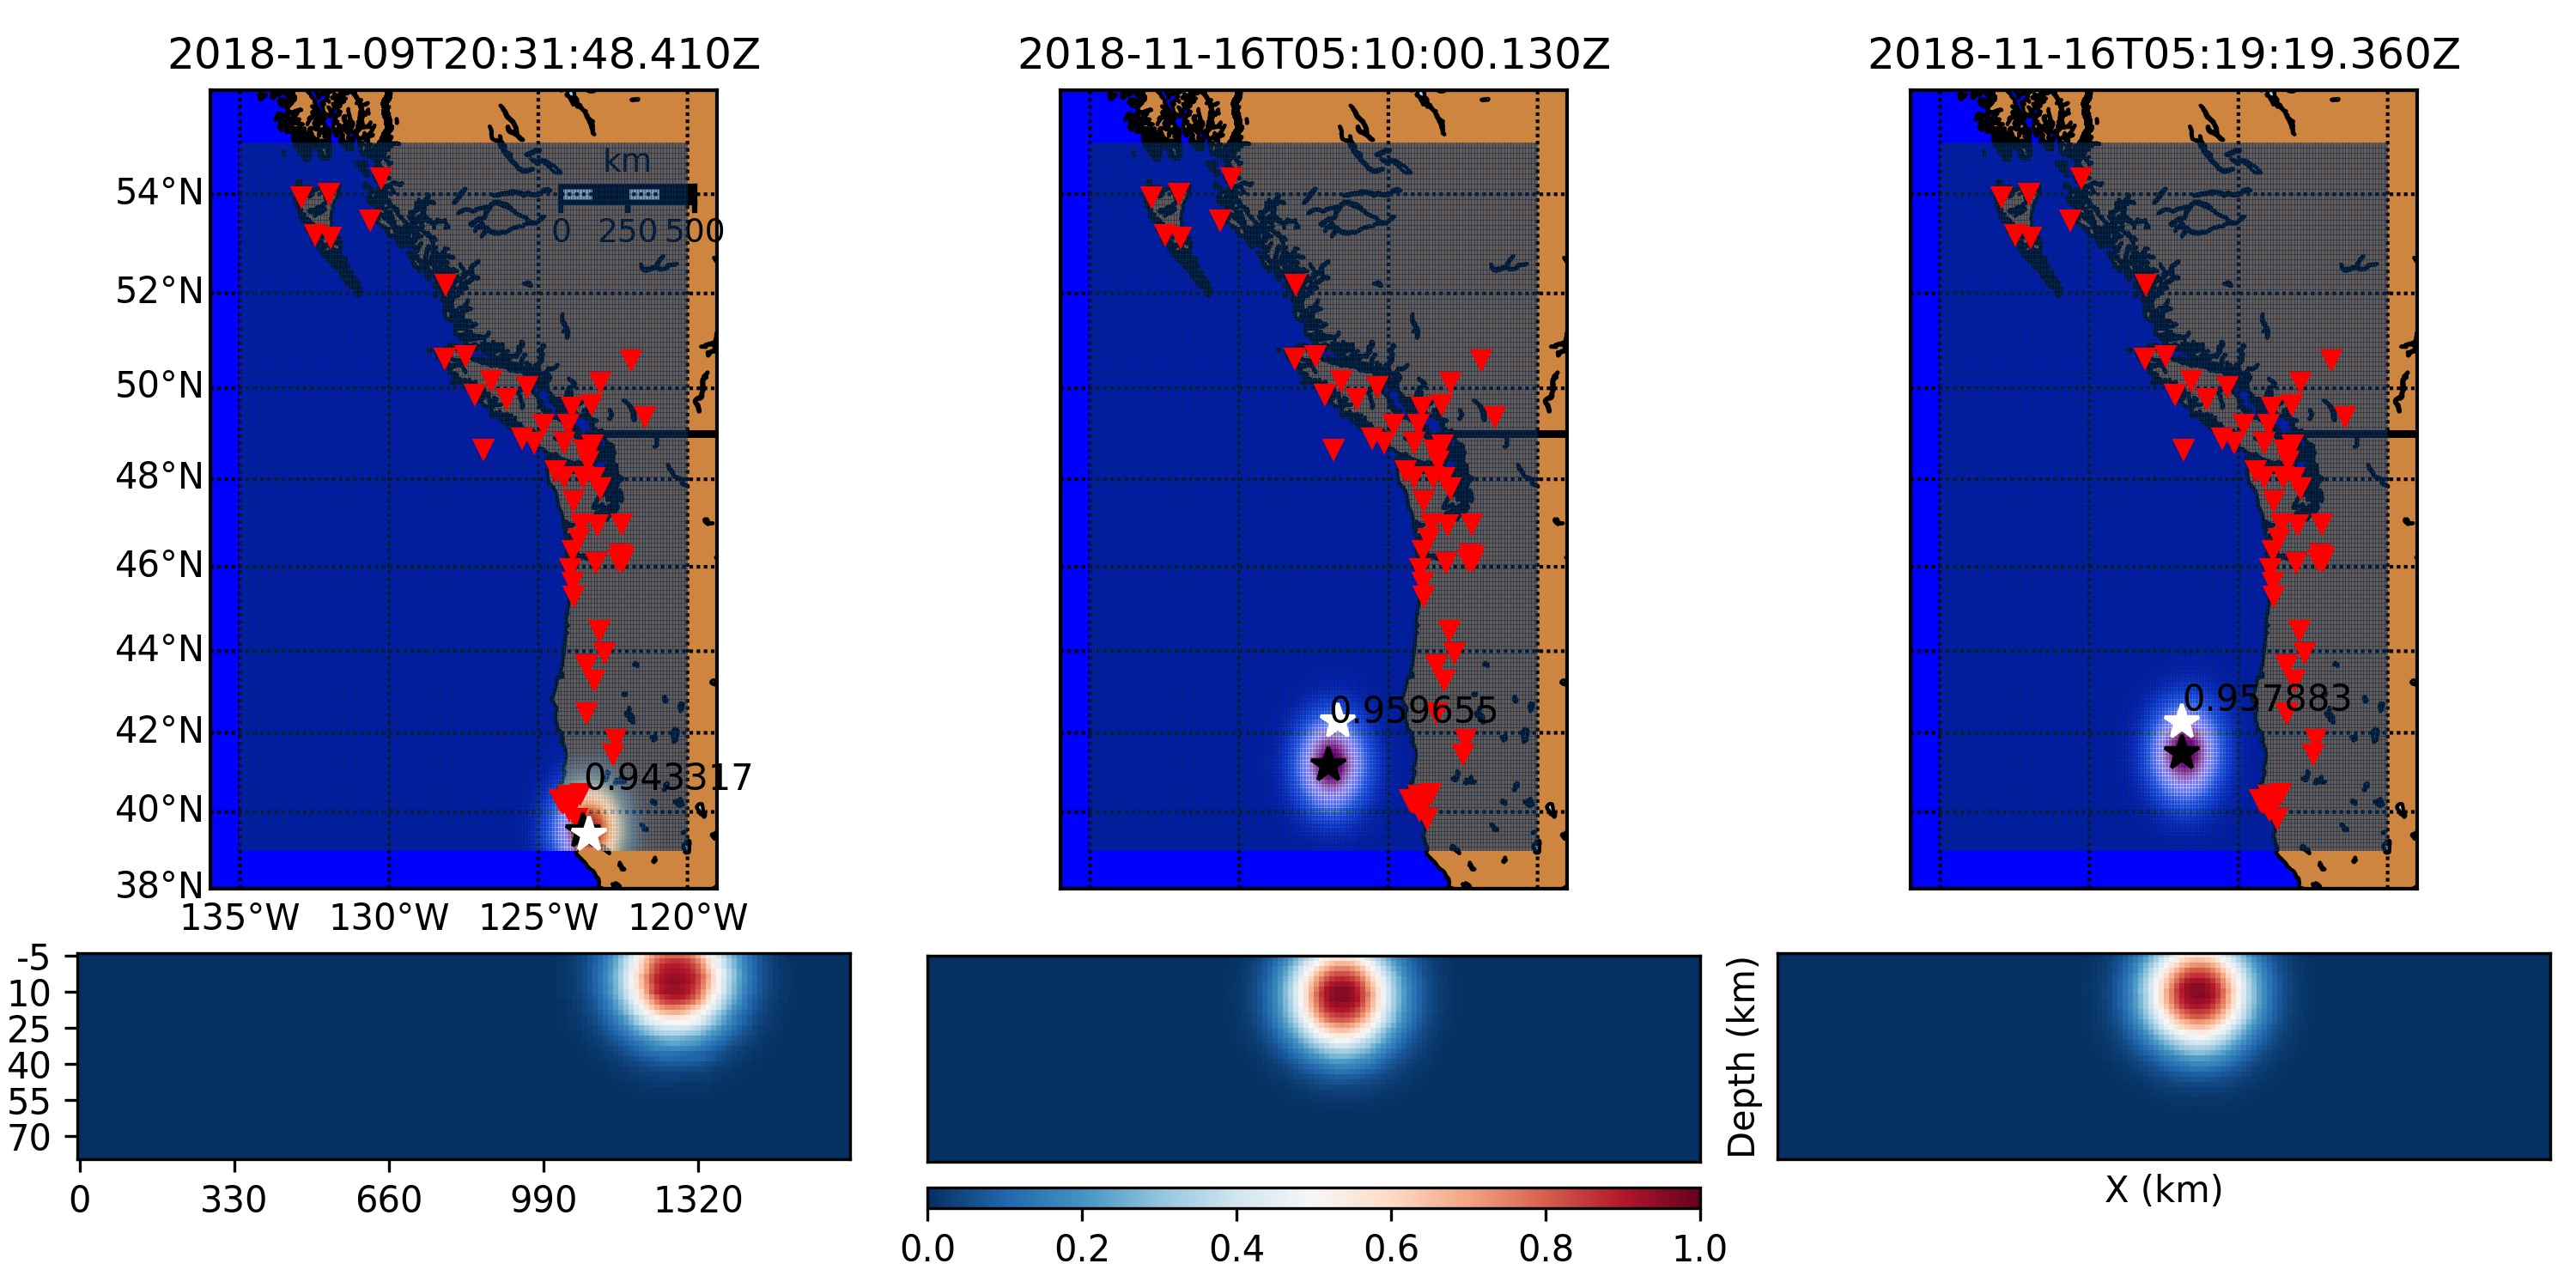 2018-11-09T20:31:48.410Z
2018-11-16T05:10:00.130Z
2018-11-16T05:19:19.360Z
km
0 250 500
54°N
52°N
50°N
48°N
46°N
44°N
42°N
40°N
38°N
0.943317
0.959655
0.957883
135°W 130°W 125°W 120°W
-5
10
25
40
55
70
0 330 660 990 1320
Depth (km)
X (km)
0.0 0.2 0.4 0.6 0.8 1.0